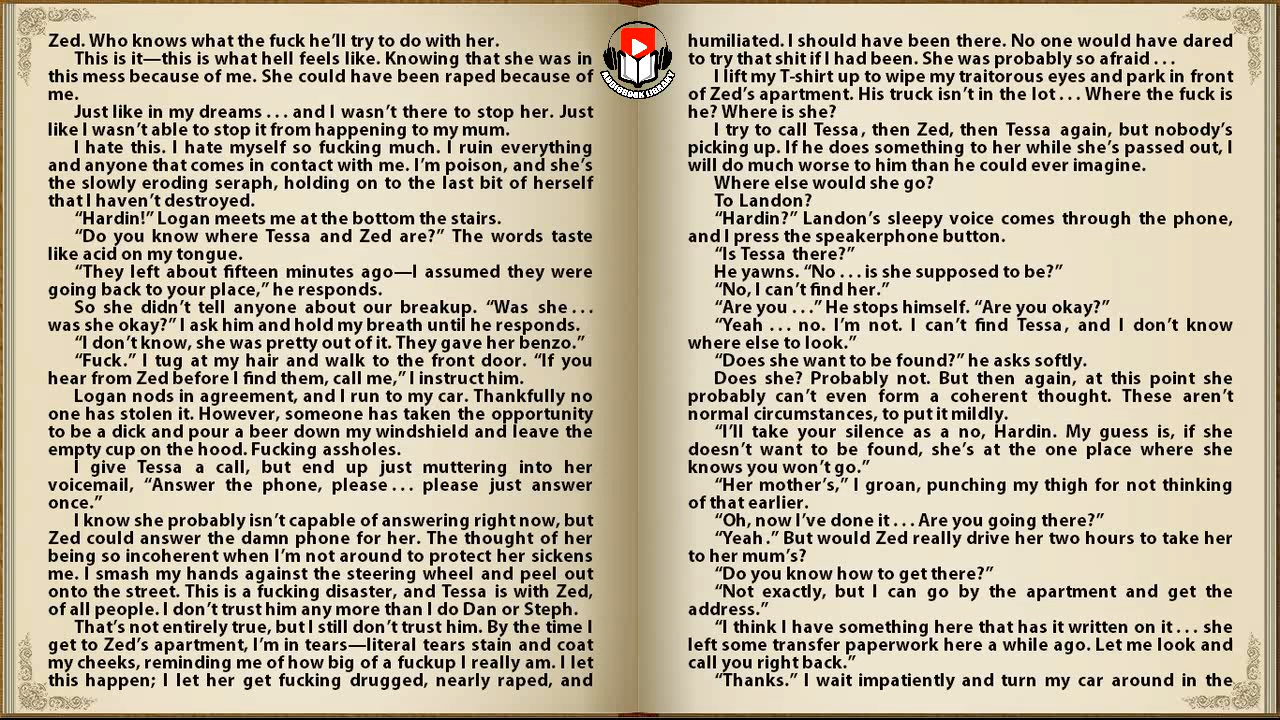 Zed. Who knows what the fuck he'll try to do with her.
This is it—this is what hell feels like. Knowing that she was in
this mess because of me. She could have been raped because of
me.
Just like in my dreams . . . and I wasn't there to stop her. Just
like I wasn't able to stop it from happening to my mum.
I hate this. I hate myself so fucking much. I ruin everything
and anyone that comes in contact with me. I'm poison, and she's
the slowly eroding seraph, holding on to the last bit of herself
that I haven't destroyed.
“Hardin!” Logan meets me at the bottom the stairs.
“Do you know where Tessa and Zed are?” The words taste
like acid on my tongue.
“They left about fifteen minutes ago—I assumed they were
going back to your place,” he responds.
So she didn't tell anyone about our breakup. “Was she . . .
was she okay?” I ask him and hold my breath until he responds.
“I don't know, she was pretty out of it. They gave her benzo.”
“Fuck.” I tug at my hair and walk to the front door. “If you
hear from Zed before I find them, call me,” I instruct him.
Logan nods in agreement, and I run to my car. Thankfully no
one has stolen it. However, someone has taken the opportunity
to be a dick and pour a beer down my windshield and leave the
empty cup on the hood. Fucking assholes.
I give Tessa a call, but end up just muttering into her
voicemail, “Answer the phone, please . . . please just answer
once.”
I know she probably isn't capable of answering right now, but
Zed could answer the damn phone for her. The thought of her
being so incoherent when I'm not around to protect her sickens
me. I smash my hands against the steering wheel and peel out
onto the street. This is a fucking disaster, and Tessa is with Zed,
of all people. I don't trust him any more than I do Dan or Steph.
That's not entirely true, but I still don't trust him. By the time I
get to Zed's apartment, I'm in tears—literal tears stain and coat
my cheeks, reminding me of how big of a fuckup I really am. I let
this happen; I let her get fucking drugged, nearly raped, and
AUDIOBOOK LIBRARY
humiliated. I should have been there. No one would have dared
to try that shit if I had been. She was probably so afraid . . .
I lift my T-shirt up to wipe my traitorous eyes and park in front
of Zed's apartment. His truck isn't in the lot . . . Where the fuck is
he? Where is she?
I try to call Tessa, then Zed, then Tessa again, but nobody's
picking up. If he does something to her while she's passed out, I
will do much worse to him than he could ever imagine.
Where else would she go?
To Landon?
“Hardin?” Landon's sleepy voice comes through the phone,
and I press the speakerphone button.
“Is Tessa there?”
He yawns. “No . . . is she supposed to be?”
“No, I can't find her.”
“Are you . . .” He stops himself. “Are you okay?”
“Yeah . . . no. I'm not. I can't find Tessa, and I don't know
where else to look.”
“Does she want to be found?” he asks softly.
Does she? Probably not. But then again, at this point she
probably can't even form a coherent thought. These aren't
normal circumstances, to put it mildly.
“I'll take your silence as a no, Hardin. My guess is, if she
doesn't want to be found, she's at the one place where she
knows you won't go.”
“Her mother's,” I groan, punching my thigh for not thinking
of that earlier.
“Oh, now I've done it . . . Are you going there?”
“Yeah.” But would Zed really drive her two hours to take her
to her mum's?
“Do you know how to get there?”
“Not exactly, but I can go by the apartment and get the
address.”
“I think I have something here that has it written on it . . . she
left some transfer paperwork here a while ago. Let me look and
call you right back.”
“Thanks.” I wait impatiently and turn my car around in the